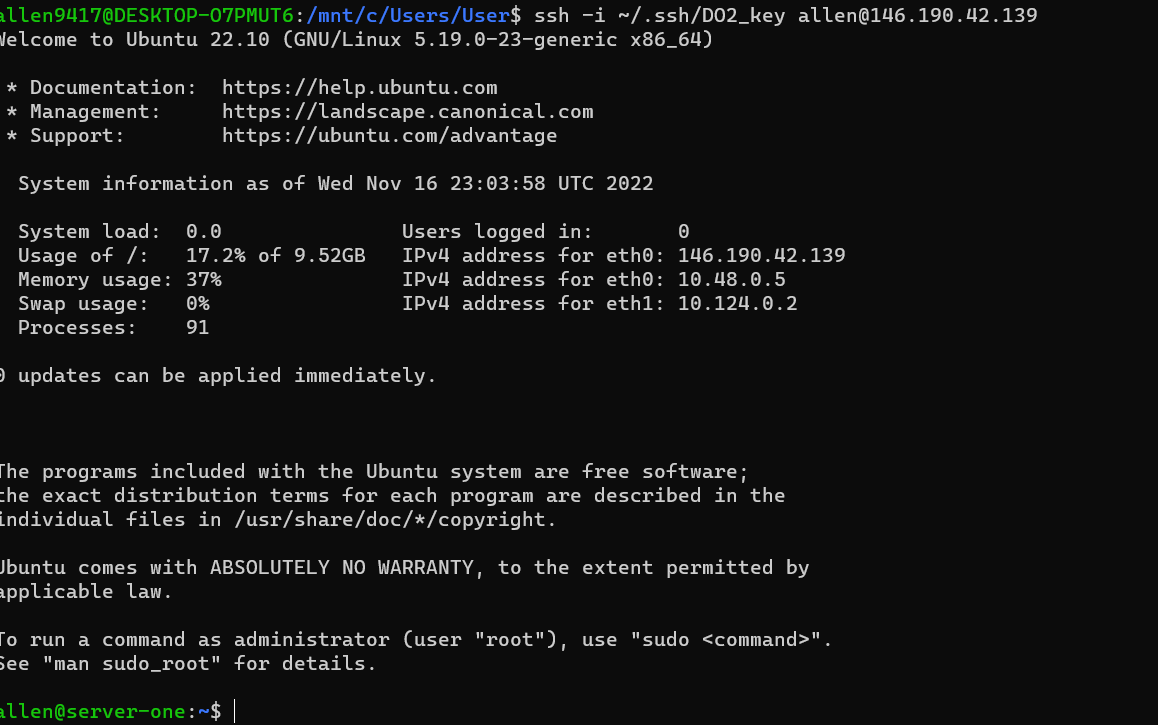 allen9417@DESKTOP-O7PMUT6:/mnt/c/Users/User$ ssh -i ~/.ssh/DO2_key allen@146.190.42.139
Welcome to Ubuntu 22.10 (GNU/Linux 5.19.0-23-generic x86_64)
* Documentation:  https://help.ubuntu.com
* Management:     https://landscape.canonical.com
* Support:        https://ubuntu.com/advantage
System information as of Wed Nov 16 23:03:58 UTC 2022
System load:  0.0               Users logged in:       0
Usage of /:   17.2% of 9.52GB   IPv4 address for eth0: 146.190.42.139
Memory usage: 37%               IPv4 address for eth0: 10.48.0.5
Swap usage:   0%                IPv4 address for eth1: 10.124.0.2
Processes:    91
0 updates can be applied immediately.
The programs included with the Ubuntu system are free software;
the exact distribution terms for each program are described in the
individual files in /usr/share/doc/*/copyright.
Ubuntu comes with ABSOLUTELY NO WARRANTY, to the extent permitted by
applicable law.
To run a command as administrator (user "root"), use "sudo <command>".
See "man sudo_root" for details.
allen@server-one:~$